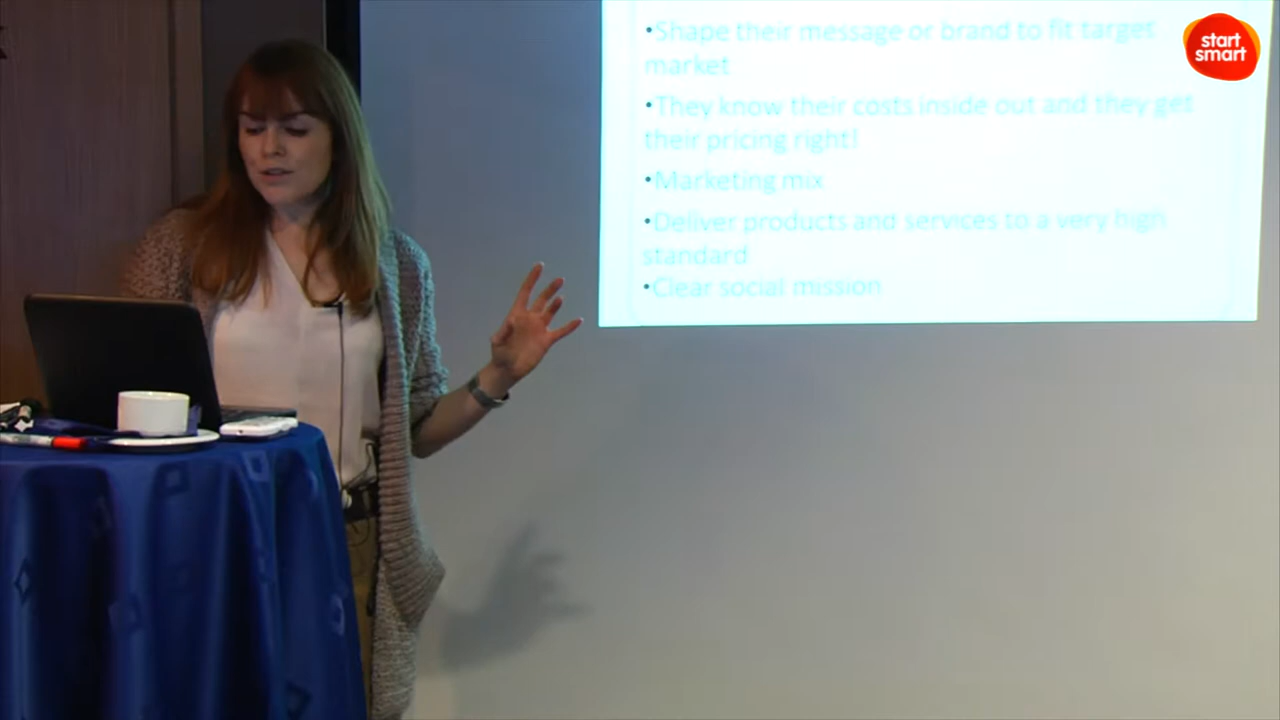 •Shape their message or brand to fit target
market
•They know their costs inside out and they get
their pricing right!
•Marketing mix
•Deliver products and services to a very high
standard
•Clear social mission
start
smart